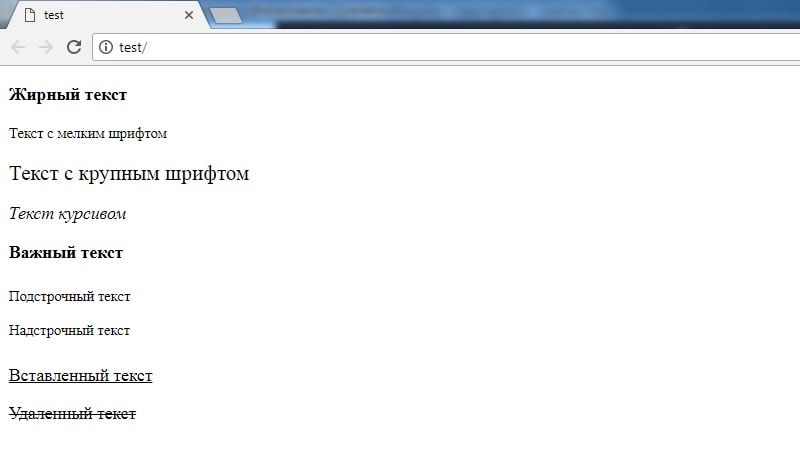 test
test/
Жирный текст
Текст с мелким шрифтом
Текст с крупным шрифтом
Текст курсивом
Важный текст
Подстрочный текст
Надстрочный текст
Вставленный текст
Удаленный текст